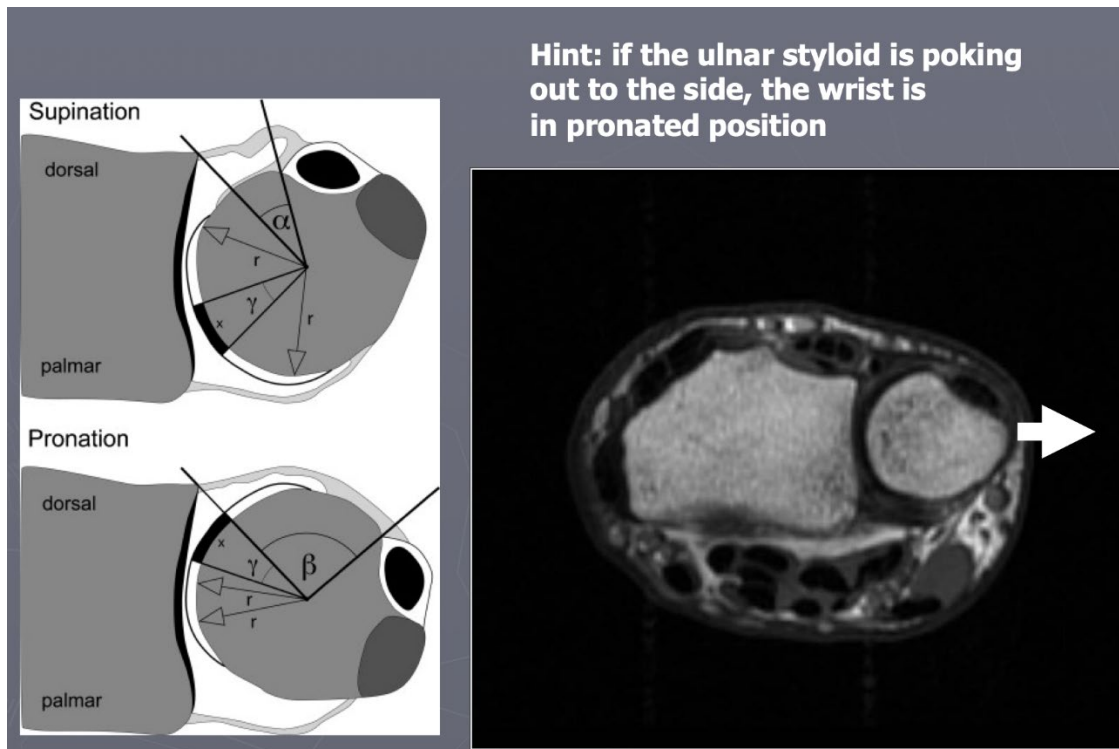 Hint: if the ulnar styloid is poking
out to the side, the wrist is
in pronated position
Supination
dorsal
α
r
γ
x
r
palmar
Pronation
dorsal
x
γ
β
r
r
palmar